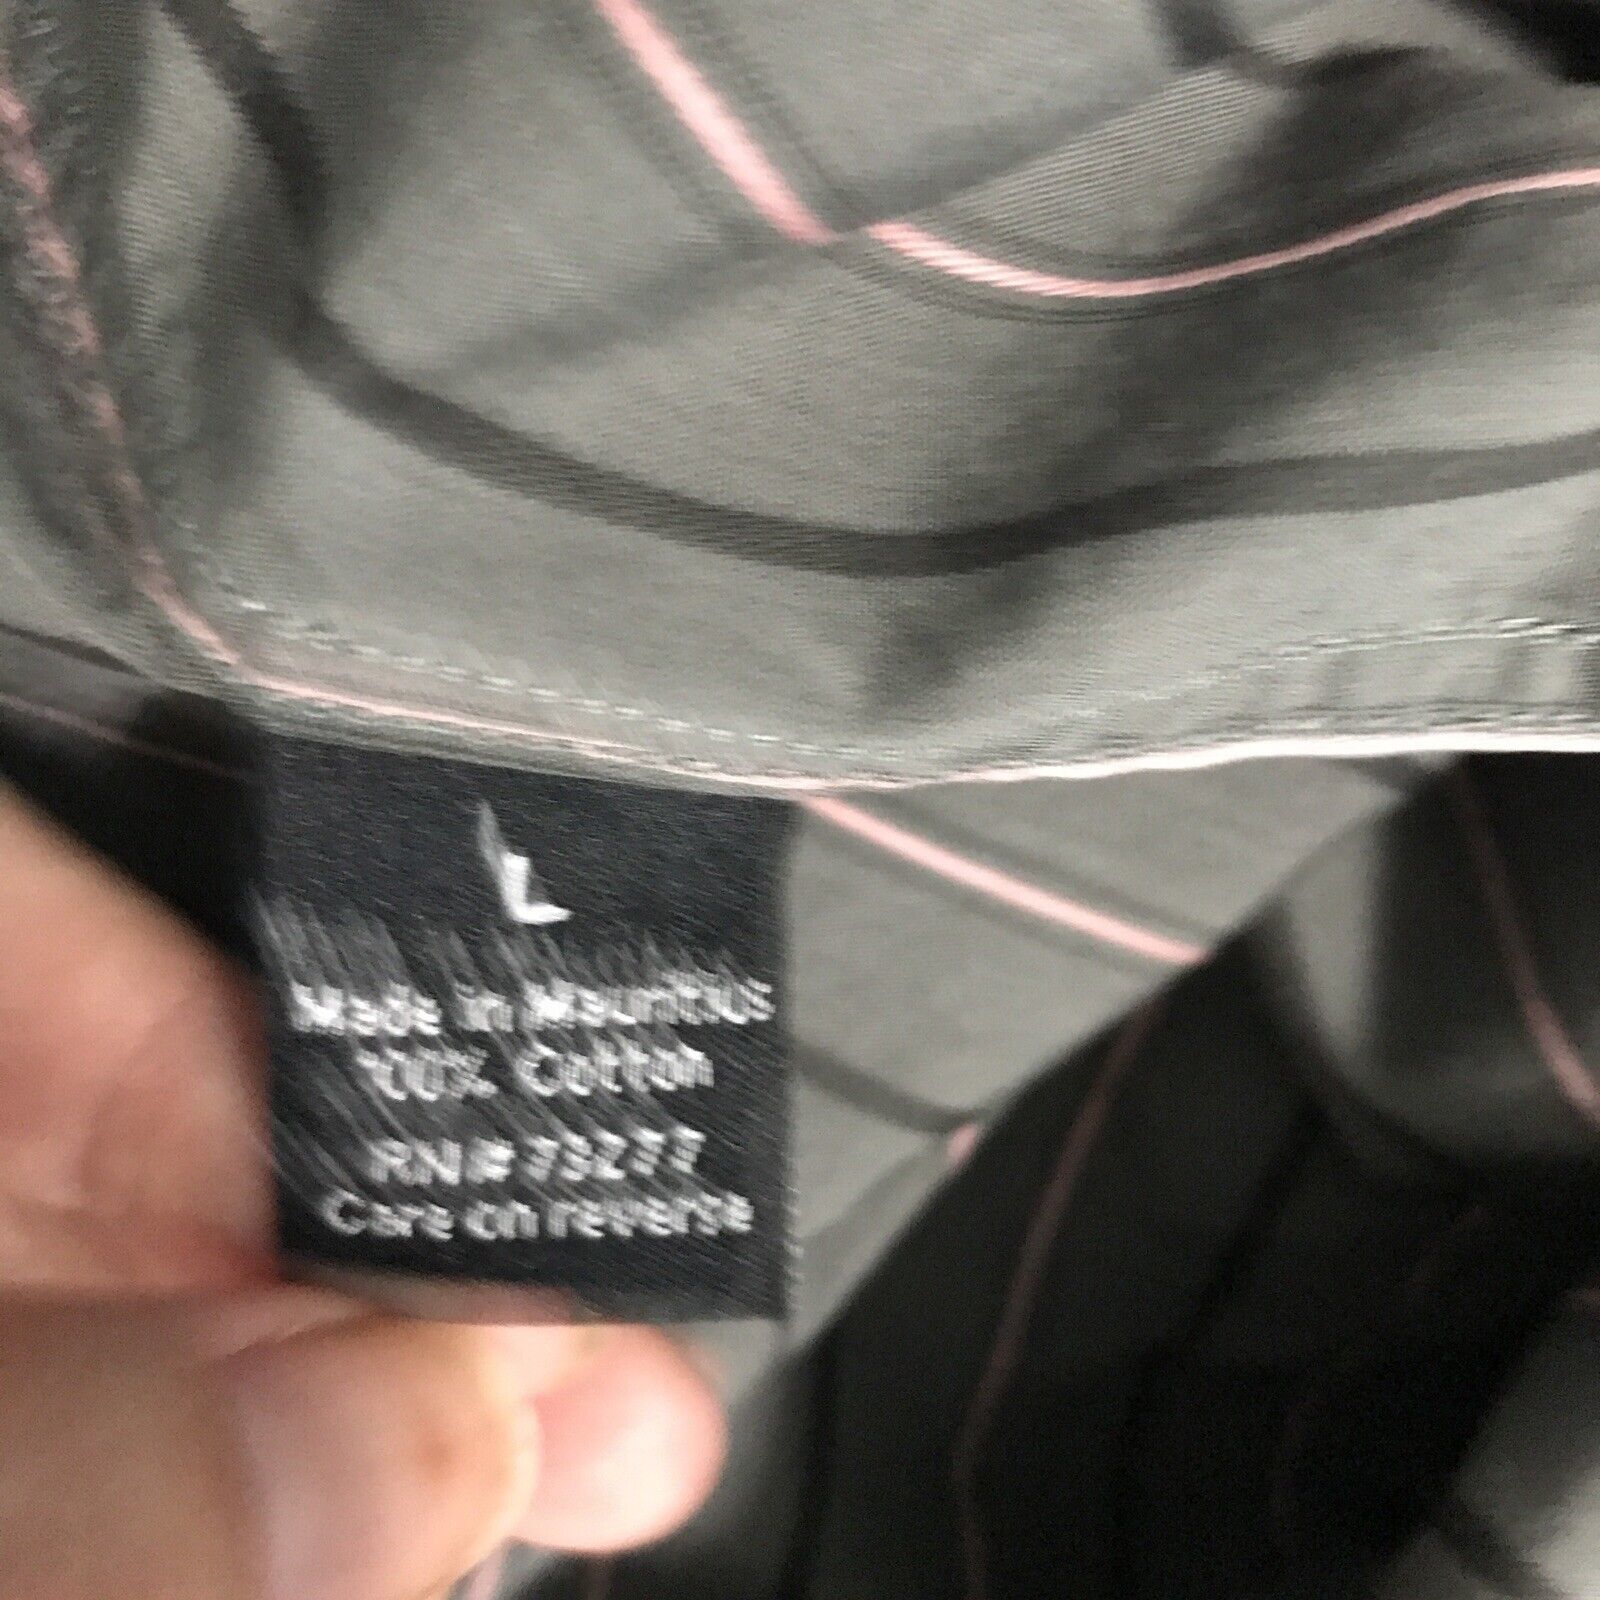 L
Made in Mauritius
100% Cotton
RN# 73277
Care on reverse